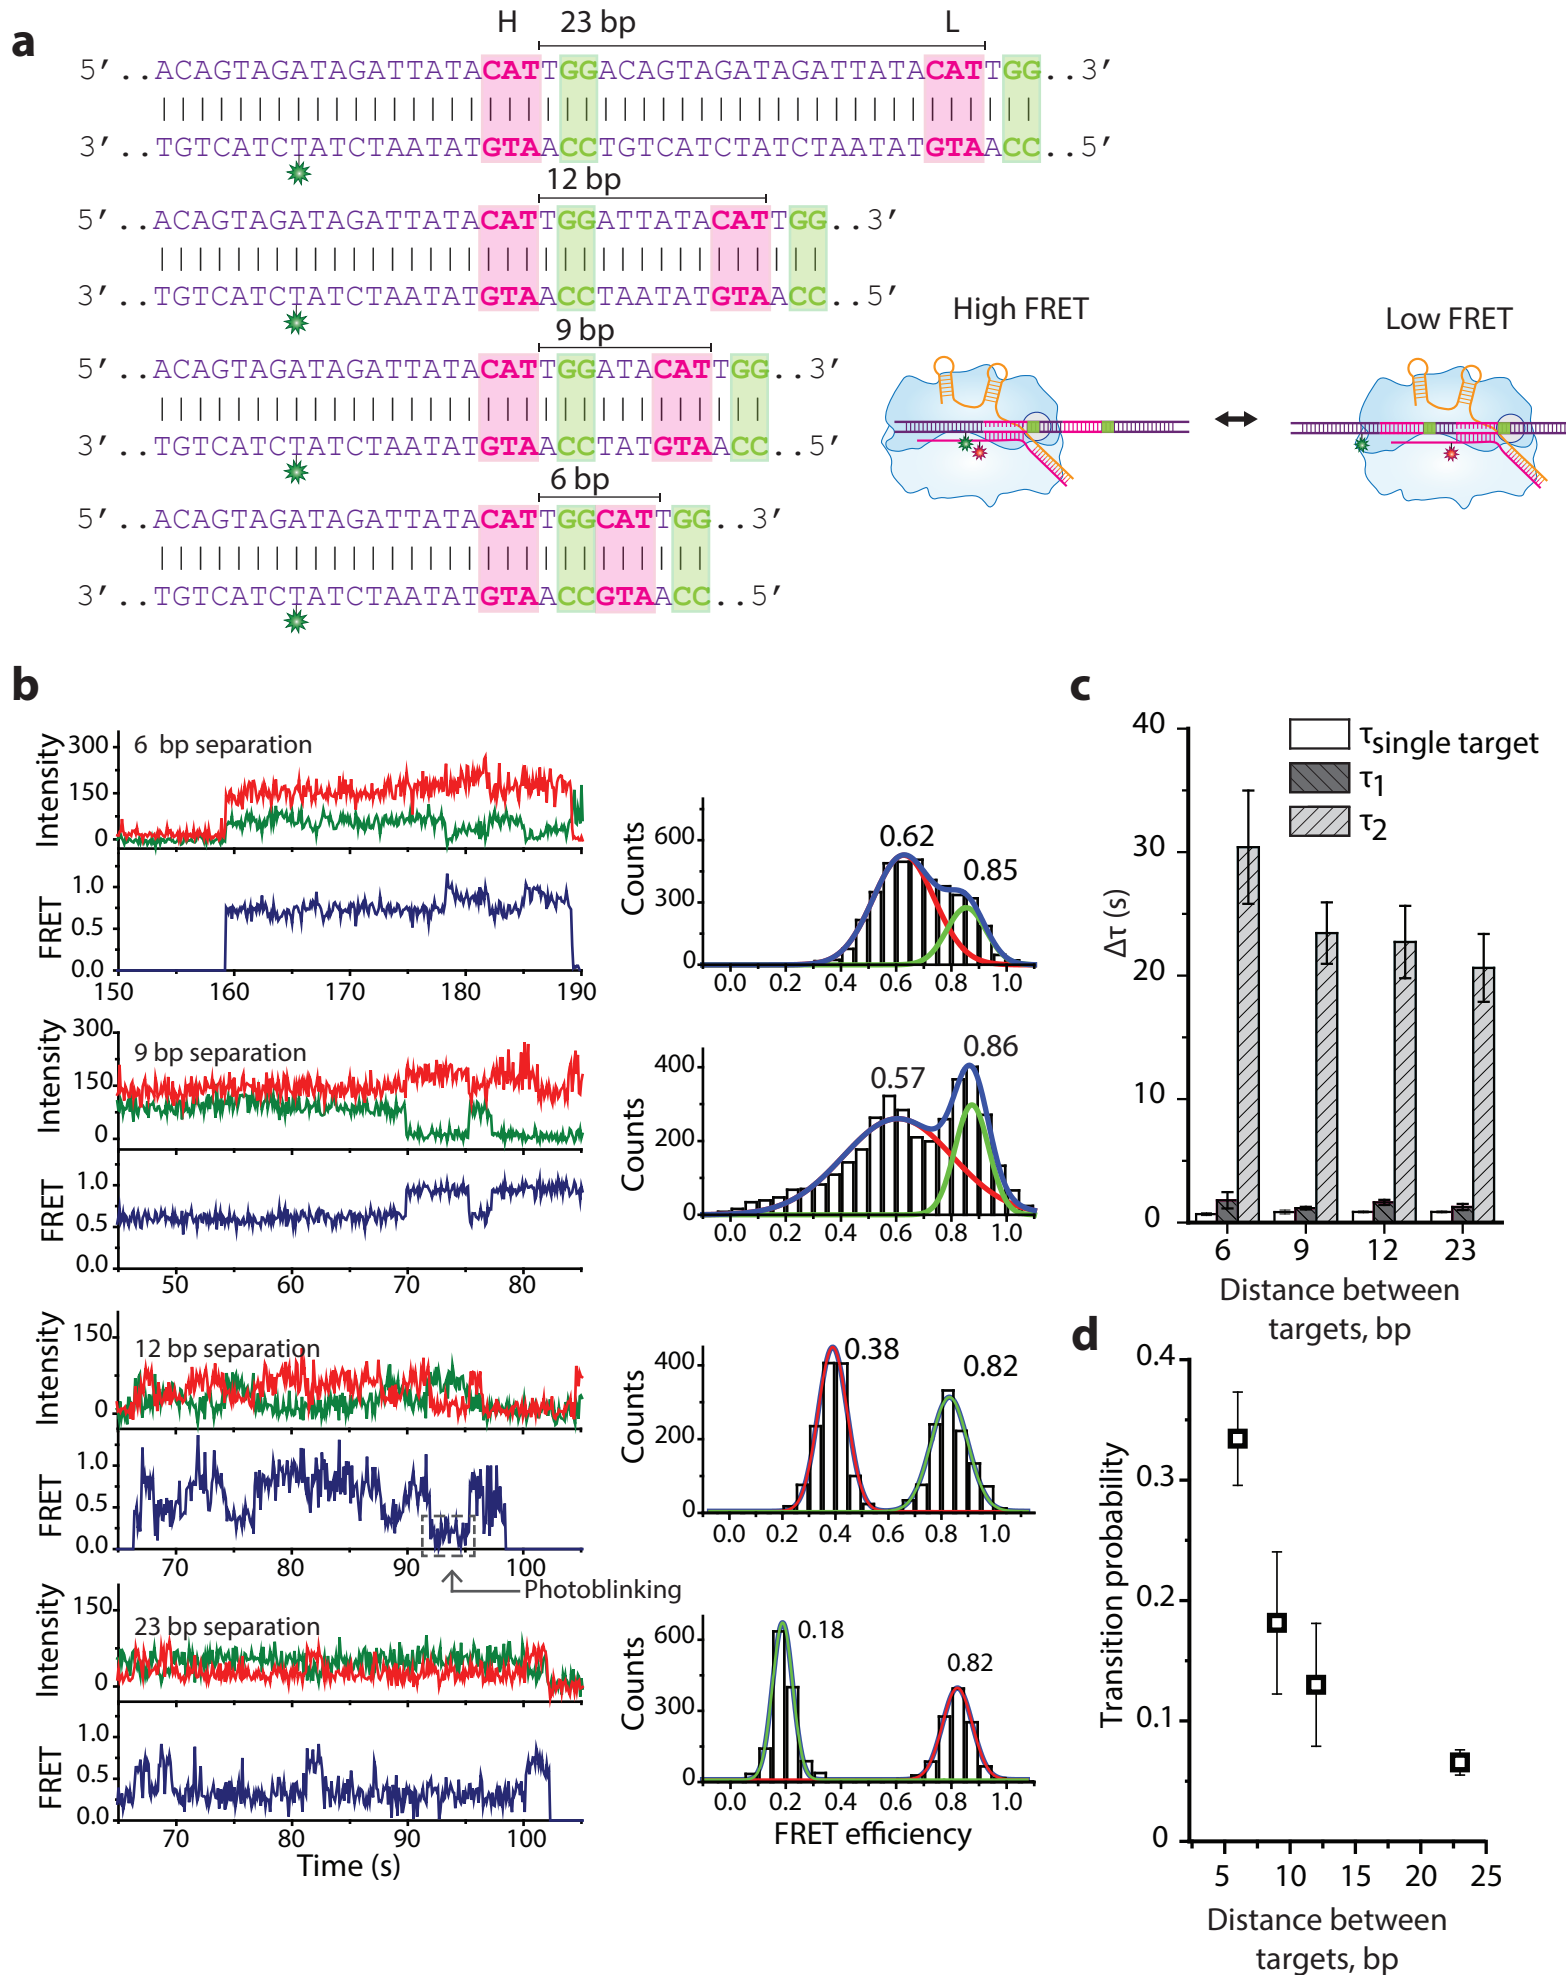 a
H 23 bp L
5′ ..ACAGTAGATAGATTATACATTGGACAGTAGATAGATTATACATTGG..3′
3′ ..TGTCATCTATCTAATATGTAACCTGTCATCTATCTAATATGTAACC..5′
12 bp
5′ ..ACAGTAGATAGATTATACATTGGATTATACATTGG..3′
3′ ..TGTCATCTATCTAATATGTAACCTAATATGTAACC..5′
9 bp
5′ ..ACAGTAGATAGATTATACATTGGATACATTGG..3′
3′ ..TGTCATCTATCTAATATGTAACCTATGTAACC..5′
6 bp
5′ ..ACAGTAGATAGATTATACATTGGCATTGG..3′
3′ ..TGTCATCTATCTAATATGTAACCGTAACC..5′
High FRET
Low FRET
b
6 bp separation
Intensity
300
150
0
FRET
1.0
0.5
0.0
150 160 170 180 190
Counts
600
300
0
0.62
0.85
0.0 0.2 0.4 0.6 0.8 1.0
9 bp separation
Intensity
300
150
0
FRET
1.0
0.5
0.0
50 60 70 80
Counts
400
200
0
0.57
0.86
0.0 0.2 0.4 0.6 0.8 1.0
12 bp separation
Intensity
150
0
FRET
1.0
0.5
0.0
70 80 90 100
Photoblinking
Counts
400
200
0
0.38
0.82
0.0 0.2 0.4 0.6 0.8 1.0
23 bp separation
Intensity
150
0
FRET
1.0
0.5
0.0
70 80 90 100
Time (s)
Counts
600
300
0
0.18
0.82
0.0 0.2 0.4 0.6 0.8 1.0
FRET efficiency
c
τsingle target
τ1
τ2
Δτ (s)
40
30
20
10
0
6 9 12 23
Distance between
targets, bp
d
Transition probability
0.4
0.3
0.2
0.1
0
5 10 15 20 25
Distance between
targets, bp